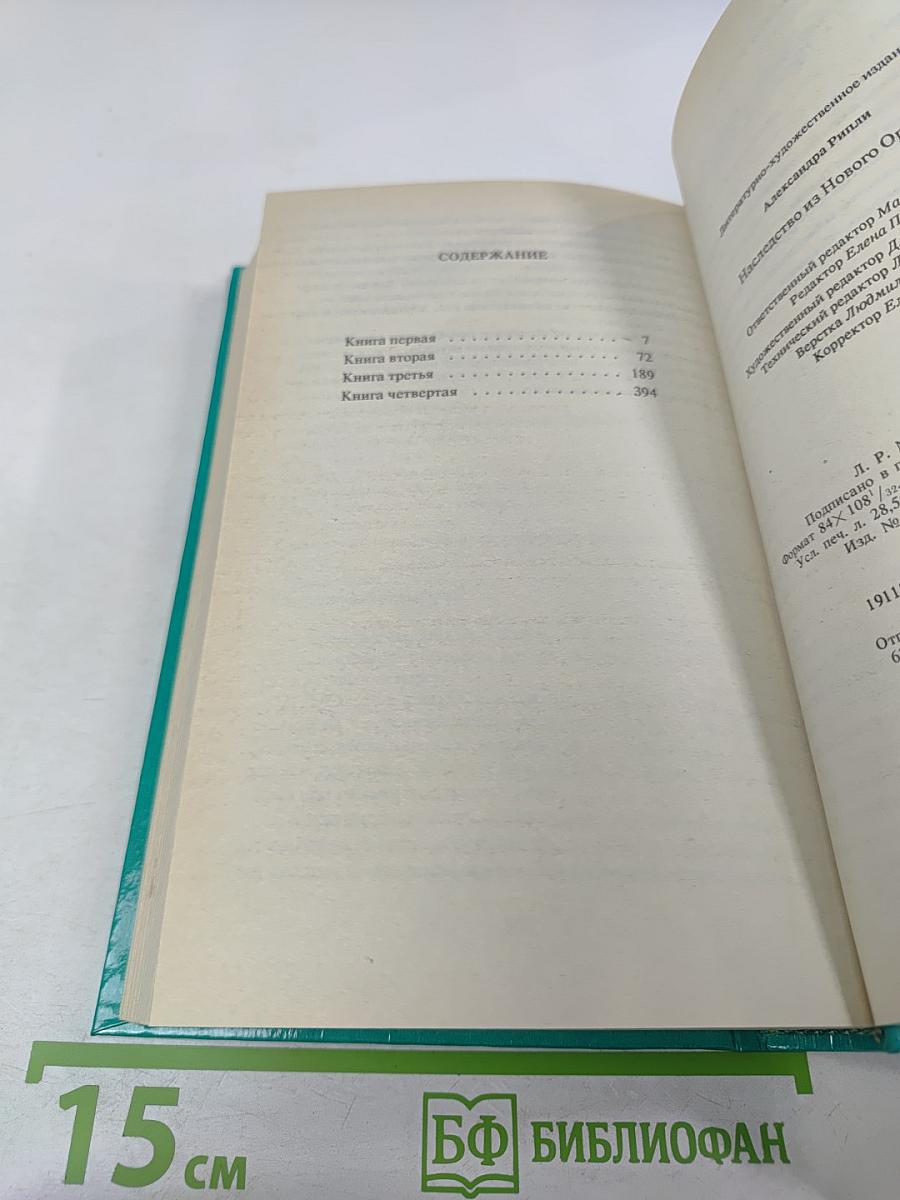 СОДЕРЖАНИЕ
Книга первая . . . . . . . . . . . . . . 7
Книга вторая . . . . . . . . . . . . . . 72
Книга третья . . . . . . . . . . . . . . 189
Книга четвертая . . . . . . . . . . . . . 394
Литературно-художественное издан
Александра Рипли
Наследство из Нового Ор
Ответственный редактор Ма
Редактор Елена П
Художественный редактор Д
Технический редактор Л
Верстка Людмил
Корректор Ел
Л. Р. N
Подписано в п
Формат 84×108¹/₃₂
Усл. печ. л. 28,5
Изд. №
1911
Отп
6
15 см
БФ БИБЛИОФАН